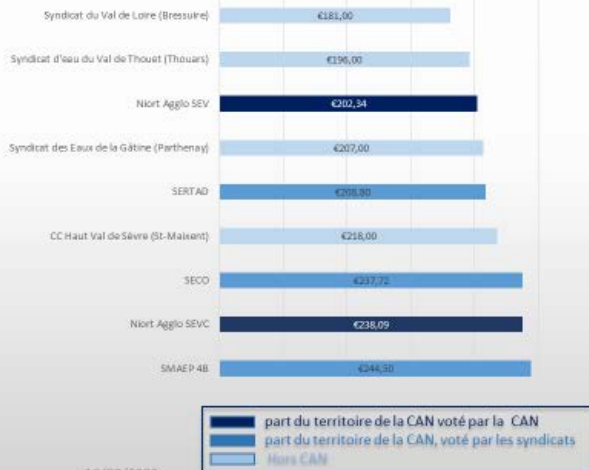 Syndicat du Val de Loire (Bressuire) €181,00
Syndicat d'eau du Val de Thouet (Thouars) €196,00
Niort Agglo SEV €202,34
Syndicat des Eaux de la Gâtine (Parthenay) €207,00
SERTAD €208,80
CC Haut Val de Sèvre (St-Maixent) €218,00
SECO €237,72
Niort Agglo SEVC €238,09
SMAEP 4B €244,30
part du territoire de la CAN voté par la CAN
part du territoire de la CAN, voté par les syndicats
Hors CAN